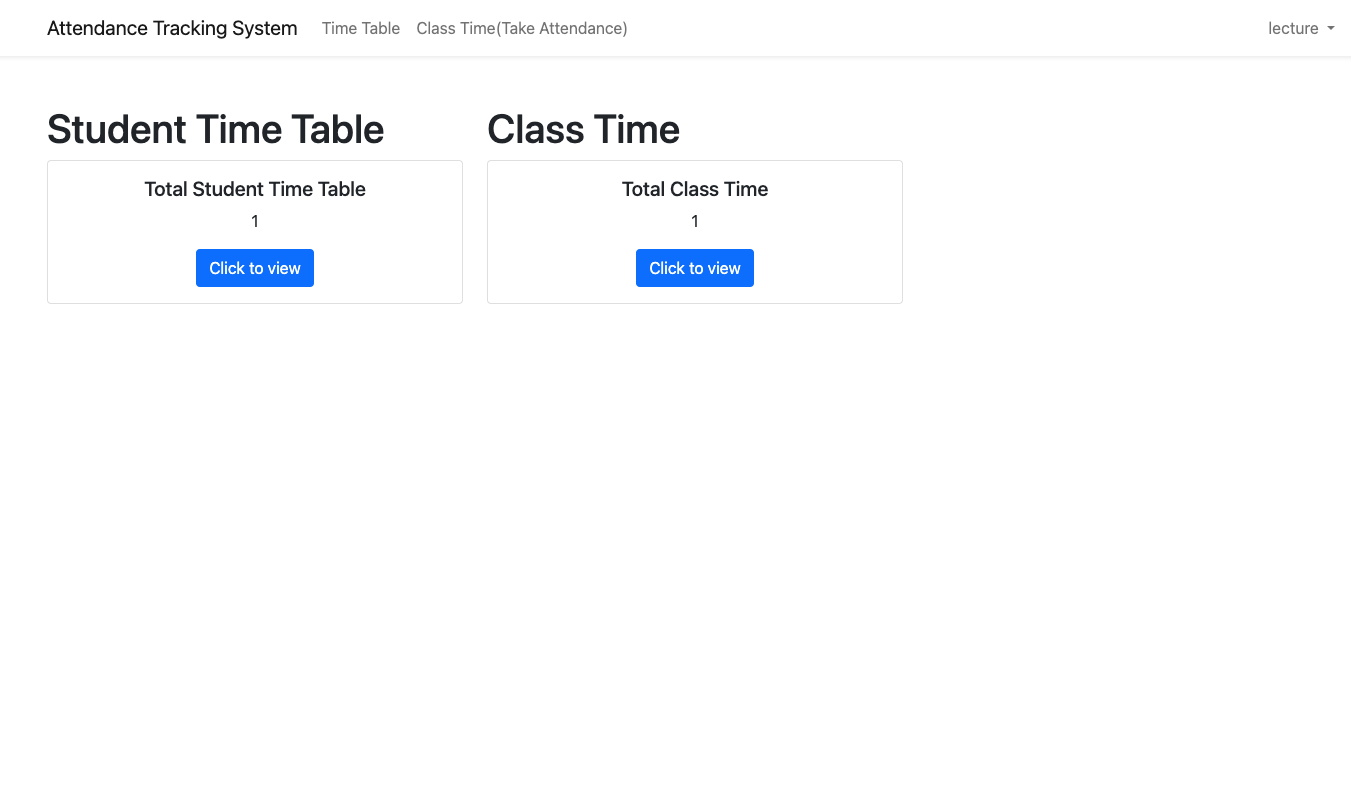 Attendance Tracking System Time Table Class Time(Take Attendance) lecture
Student Time Table
Total Student Time Table
1
Click to view
Class Time
Total Class Time
1
Click to view